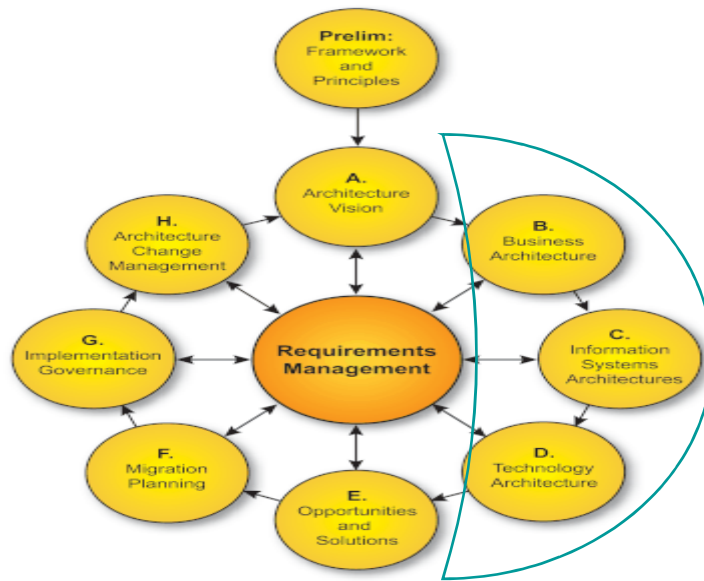 Prelim:
Framework
and
Principles
A.
Architecture
Vision
B.
Business
Architecture
C.
Information
Systems
Architectures
D.
Technology
Architecture
E.
Opportunities
and
Solutions
F.
Migration
Planning
G.
Implementation
Governance
H.
Architecture
Change
Management
Requirements
Management